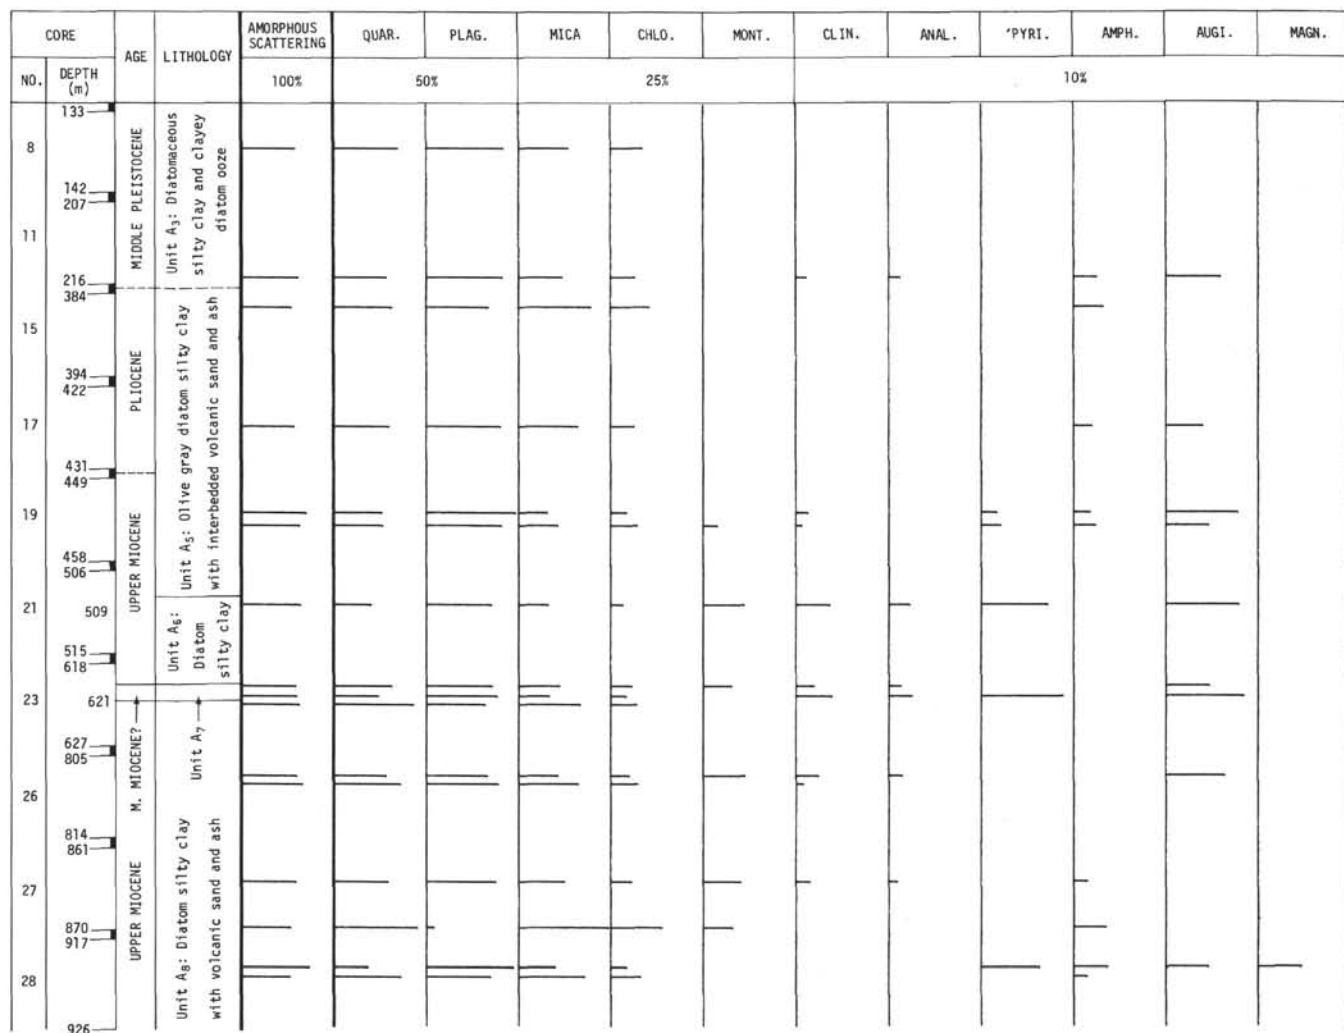 CORE
AGE
LITHOLOGY
AMORPHOUS
SCATTERING
QUAR.
PLAG.
MICA
CHLO.
MONT.
CLIN.
ANAL.
'PYRI.
AMPH.
AUGI.
MAGN.
NO.
DEPTH
(m)
100%
50%
25%
10%
133
8
142
207
11
216
384
15
394
422
17
431
449
19
458
506
21
509
515
618
23
621
627
805
26
814
861
27
870
917
28
926
MIDDLE PLEISTOCENE
PLIOCENE
UPPER MIOCENE
M. MIOCENE?
UPPER MIOCENE
Unit A3: Diatomaceous
silty clay and clayey
diatom ooze
Unit A5: Olive gray diatom silty clay
with interbedded volcanic sand and ash
Unit A6:
Diatom
silty clay
Unit A7
Unit A8: Diatom silty clay
with volcanic sand and ash